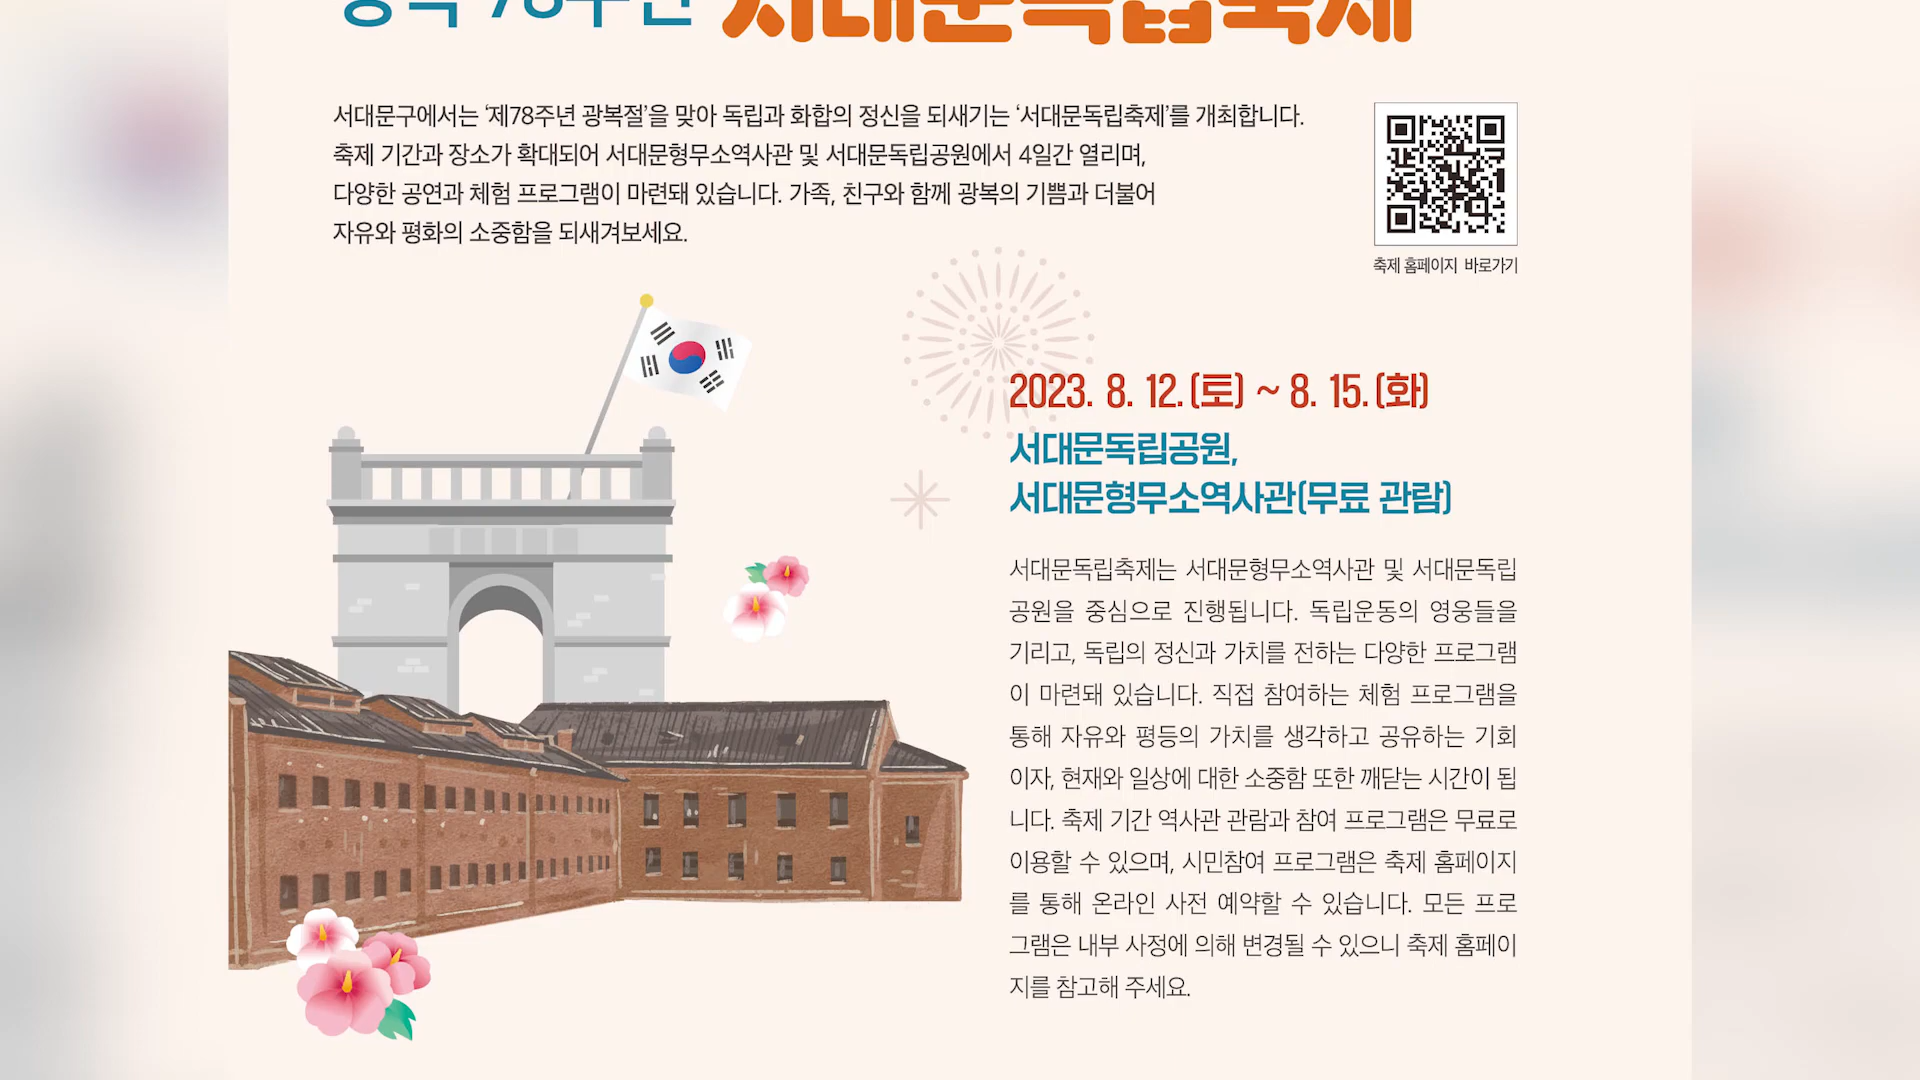 광복 78주년 서대문독립축제
서대문구에서는 ‘제78주년 광복절’을 맞아 독립과 화합의 정신을 되새기는 ‘서대문독립축제’를 개최합니다.
축제 기간과 장소가 확대되어 서대문형무소역사관 및 서대문독립공원에서 4일간 열리며,
다양한 공연과 체험 프로그램이 마련돼 있습니다. 가족, 친구와 함께 광복의 기쁨과 더불어
자유와 평화의 소중함을 되새겨보세요.
축제 홈페이지 바로가기
2023. 8. 12.(토) ~ 8. 15.(화)
서대문독립공원,
서대문형무소역사관(무료 관람)
서대문독립축제는 서대문형무소역사관 및 서대문독립
공원을 중심으로 진행됩니다. 독립운동의 영웅들을
기리고, 독립의 정신과 가치를 전하는 다양한 프로그램
이 마련돼 있습니다. 직접 참여하는 체험 프로그램을
통해 자유와 평등의 가치를 생각하고 공유하는 기회
이자, 현재와 일상에 대한 소중함 또한 깨닫는 시간이 됩
니다. 축제 기간 역사관 관람과 참여 프로그램은 무료로
이용할 수 있으며, 시민참여 프로그램은 축제 홈페이지
를 통해 온라인 사전 예약할 수 있습니다. 모든 프로
그램은 내부 사정에 의해 변경될 수 있으니 축제 홈페이
지를 참고해 주세요.